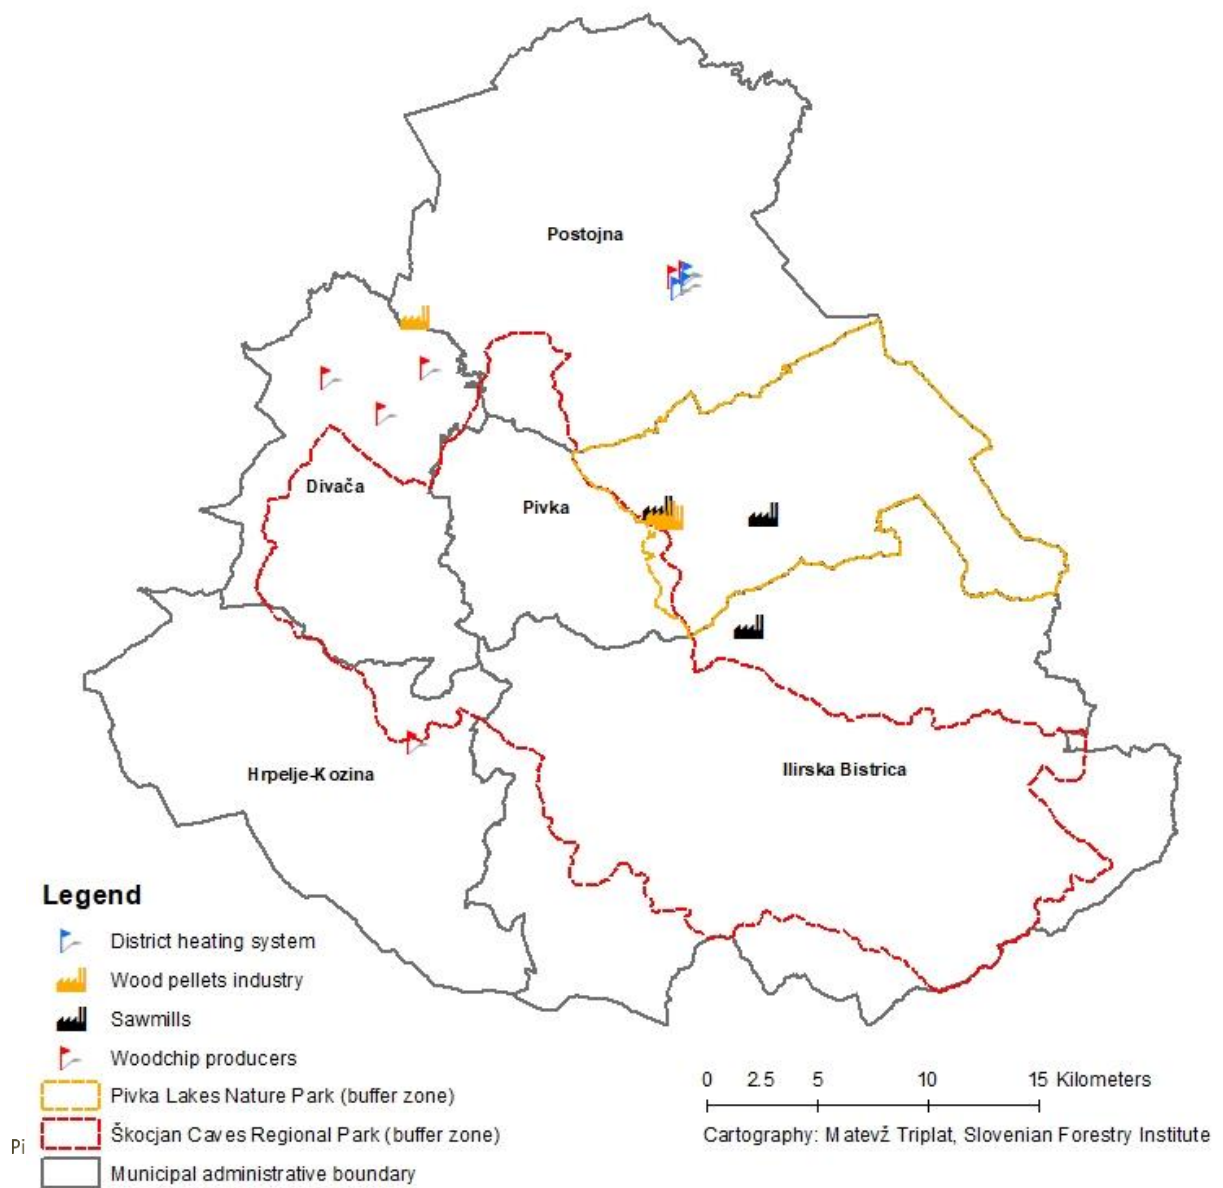 Postojna
Divača
Pivka
Hrpelje-Kozina
Ilirska Bistrica
Legend
District heating system
Wood pellets industry
Sawmills
Woodchip producers
Pivka Lakes Nature Park (buffer zone)
Škocjan Caves Regional Park (buffer zone)
Pi
Municipal administrative boundary
0 2.5 5 10 15 Kilometers
Cartography: Matevž Triplat, Slovenian Forestry Institute